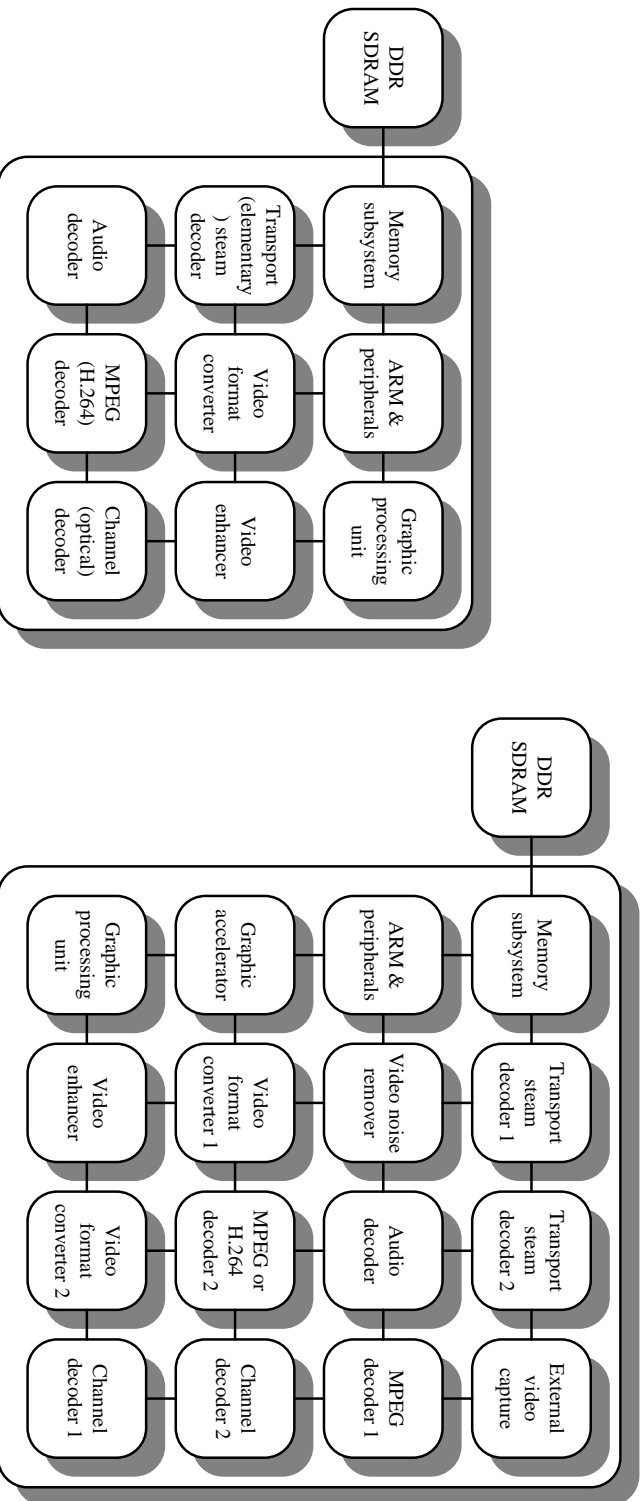 DDR
SDRAM
Memory
subsystem
ARM &
peripherals
Graphic
processing
unit
Transport
(elementary
) steam
decoder
Video
format
converter
Video
enhancer
Audio
decoder
MPEG
(H.264)
decoder
Channel
(optical)
decoder
DDR
SDRAM
Memory
subsystem
Transport
steam
decoder 1
Transport
steam
decoder 2
External
video
capture
ARM &
peripherals
Video noise
remover
Audio
decoder
MPEG
decoder 1
Graphic
accelerator
Video
format
converter 1
MPEG or
H.264
decoder 2
Channel
decoder 2
Graphic
processing
unit
Video
enhancer
Video
format
converter 2
Channel
decoder 1